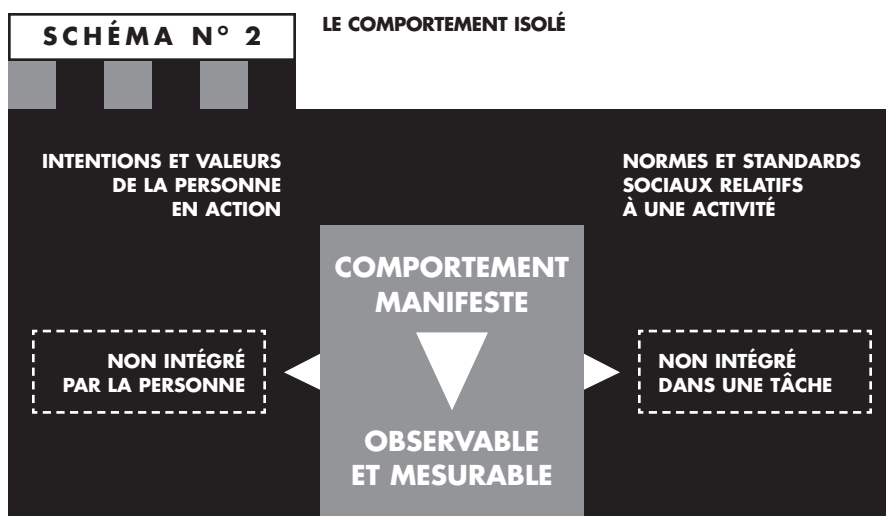 SCHÉMA N° 2
LE COMPORTEMENT ISOLÉ
INTENTIONS ET VALEURS
DE LA PERSONNE
EN ACTION
NORMES ET STANDARDS
SOCIAUX RELATIFS
À UNE ACTIVITÉ
COMPORTEMENT
MANIFESTE
NON INTÉGRÉ
PAR LA PERSONNE
NON INTÉGRÉ
DANS UNE TÂCHE
OBSERVABLE
ET MESURABLE